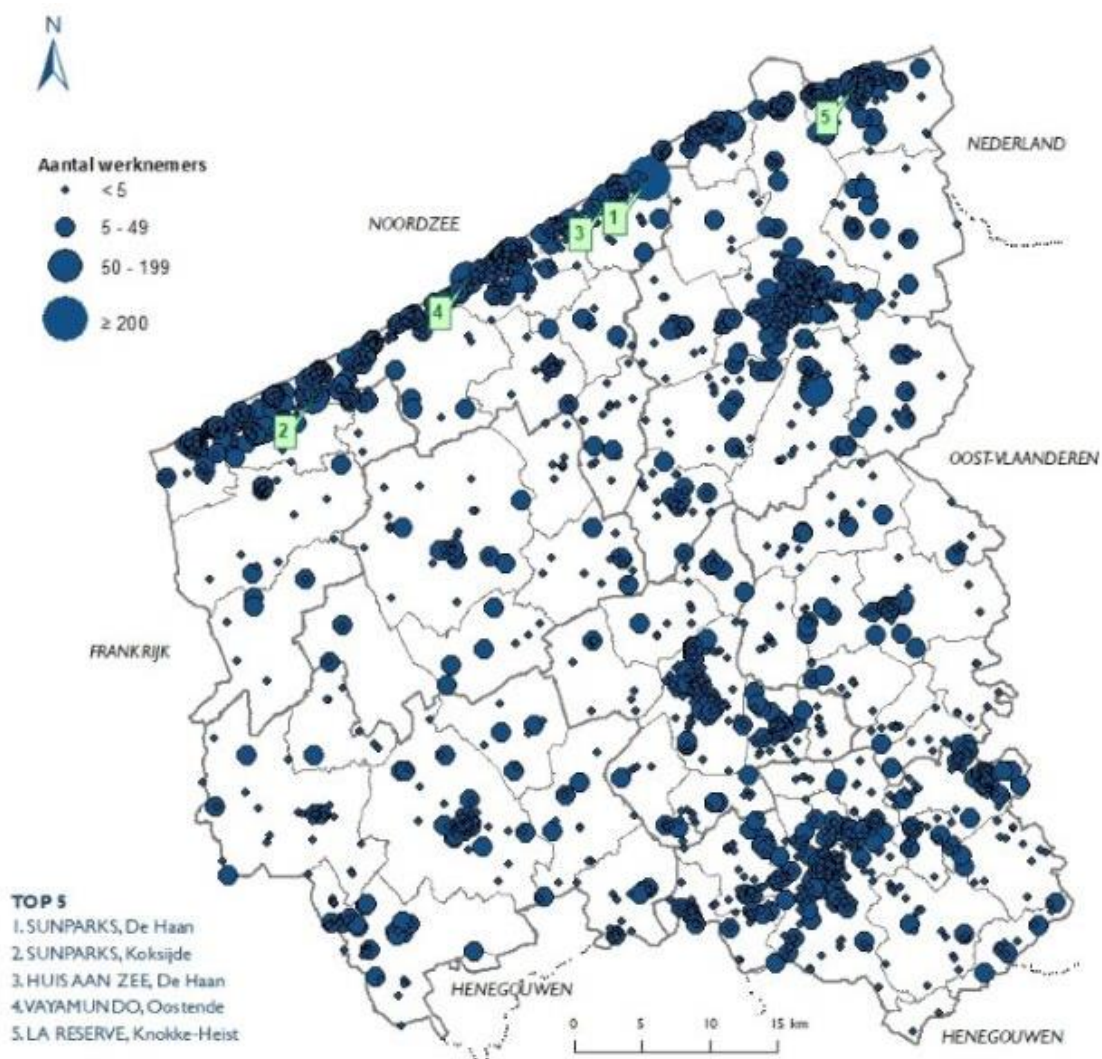 N
Aantal werknemers
< 5
5 - 49
50 - 199
≥ 200
NOORDZEE
NEDERLAND
OOST-VLAANDEREN
FRANKRIJK
HENEGOUWEN
HENEGOUWEN
5
1
3
4
2
TOP 5
1. SUNPARKS, De Haan
2. SUNPARKS, Koksijde
3. HUIS AAN ZEE, De Haan
4. VAYAMUNDO, Oostende
5. LA RESERVE, Knokke-Heist
0 5 10 15 km